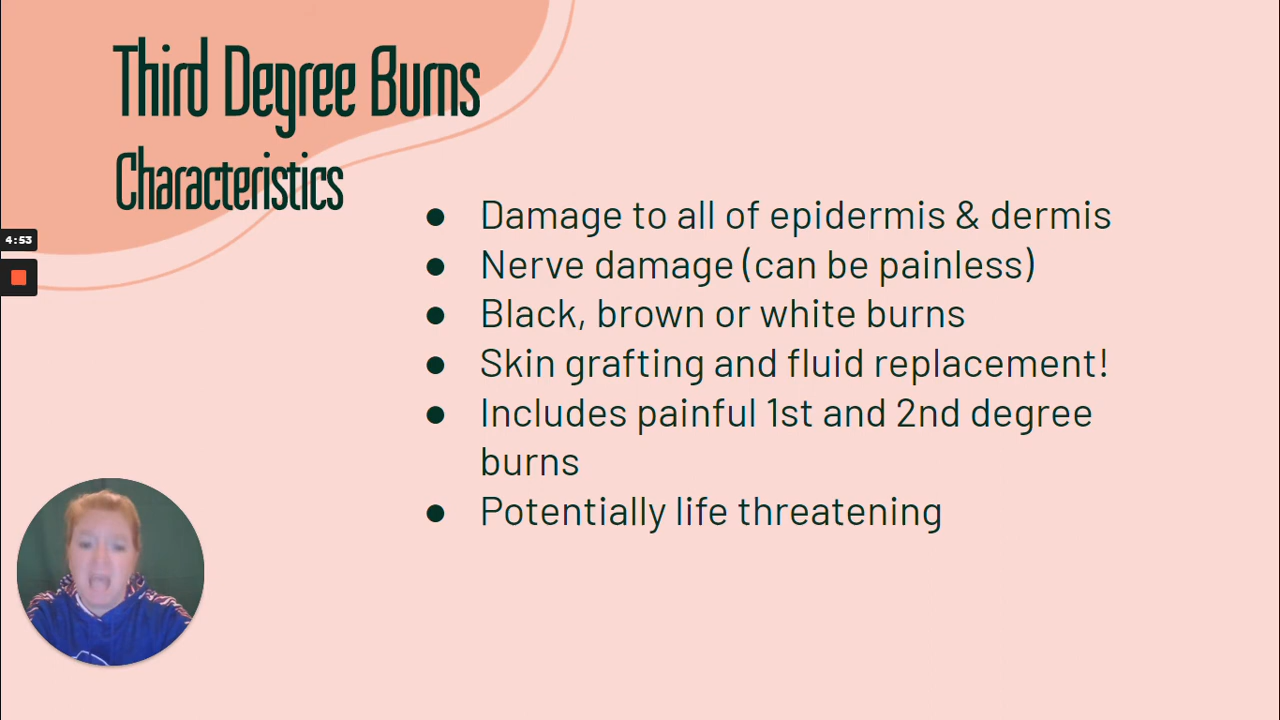 Third Degree Burns
Characteristics
● Damage to all of epidermis & dermis
● Nerve damage (can be painless)
● Black, brown or white burns
● Skin grafting and fluid replacement!
● Includes painful 1st and 2nd degree
burns
● Potentially life threatening
4:53